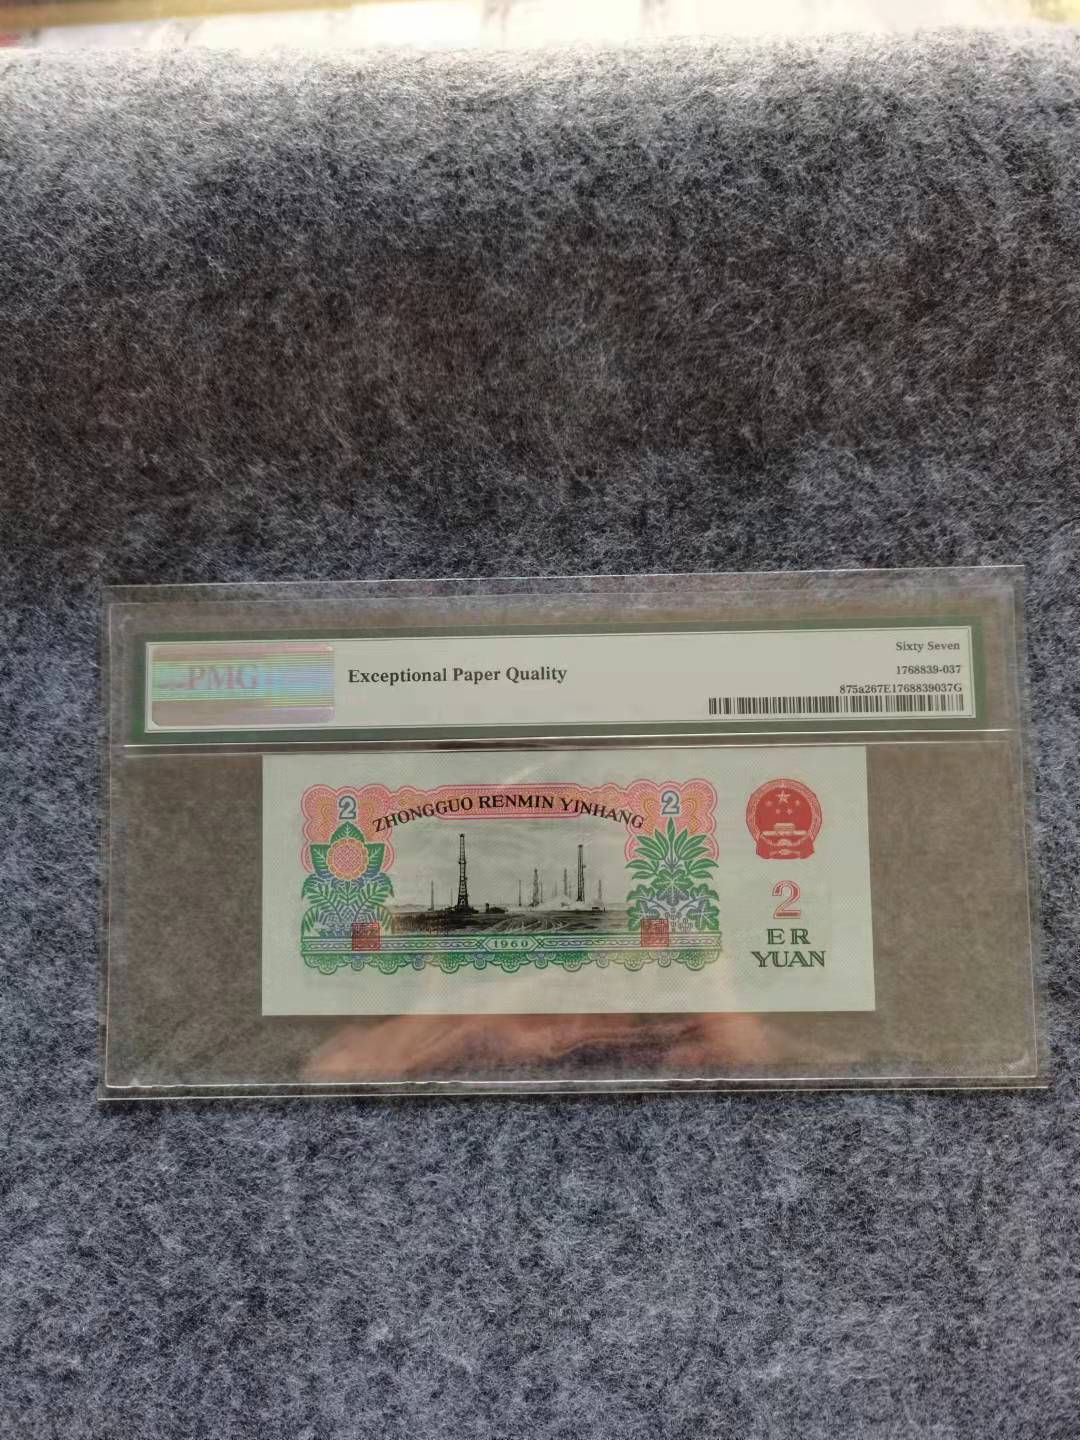 PMG
Exceptional Paper Quality
Sixty Seven
1768839-037
875a267E1768839037G
2
2
ZHONGGUO RENMIN YINHANG
1960
2
ER
YUAN